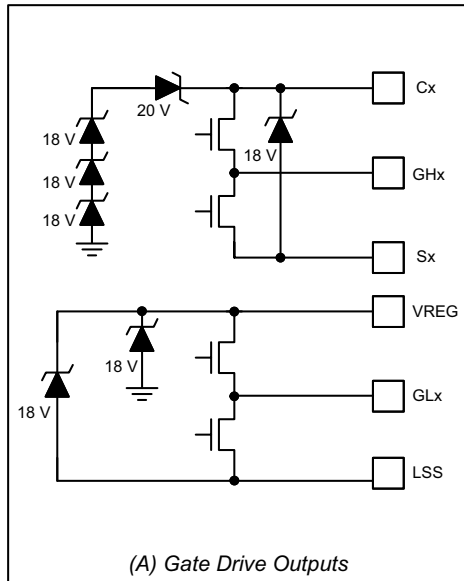 Cx
20 V
18 V
18 V
18 V
18 V
GHx
Sx
VREG
18 V
18 V
GLx
LSS
(A) Gate Drive Outputs